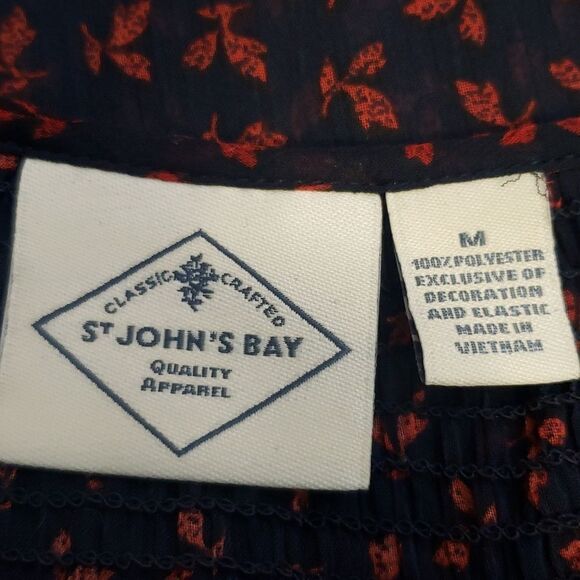 CLASSIC CRAFTED
ST JOHN'S BAY
QUALITY
APPAREL
M
100% POLYESTER
EXCLUSIVE OF
DECORATION
AND ELASTIC
MADE IN
VIETNAM